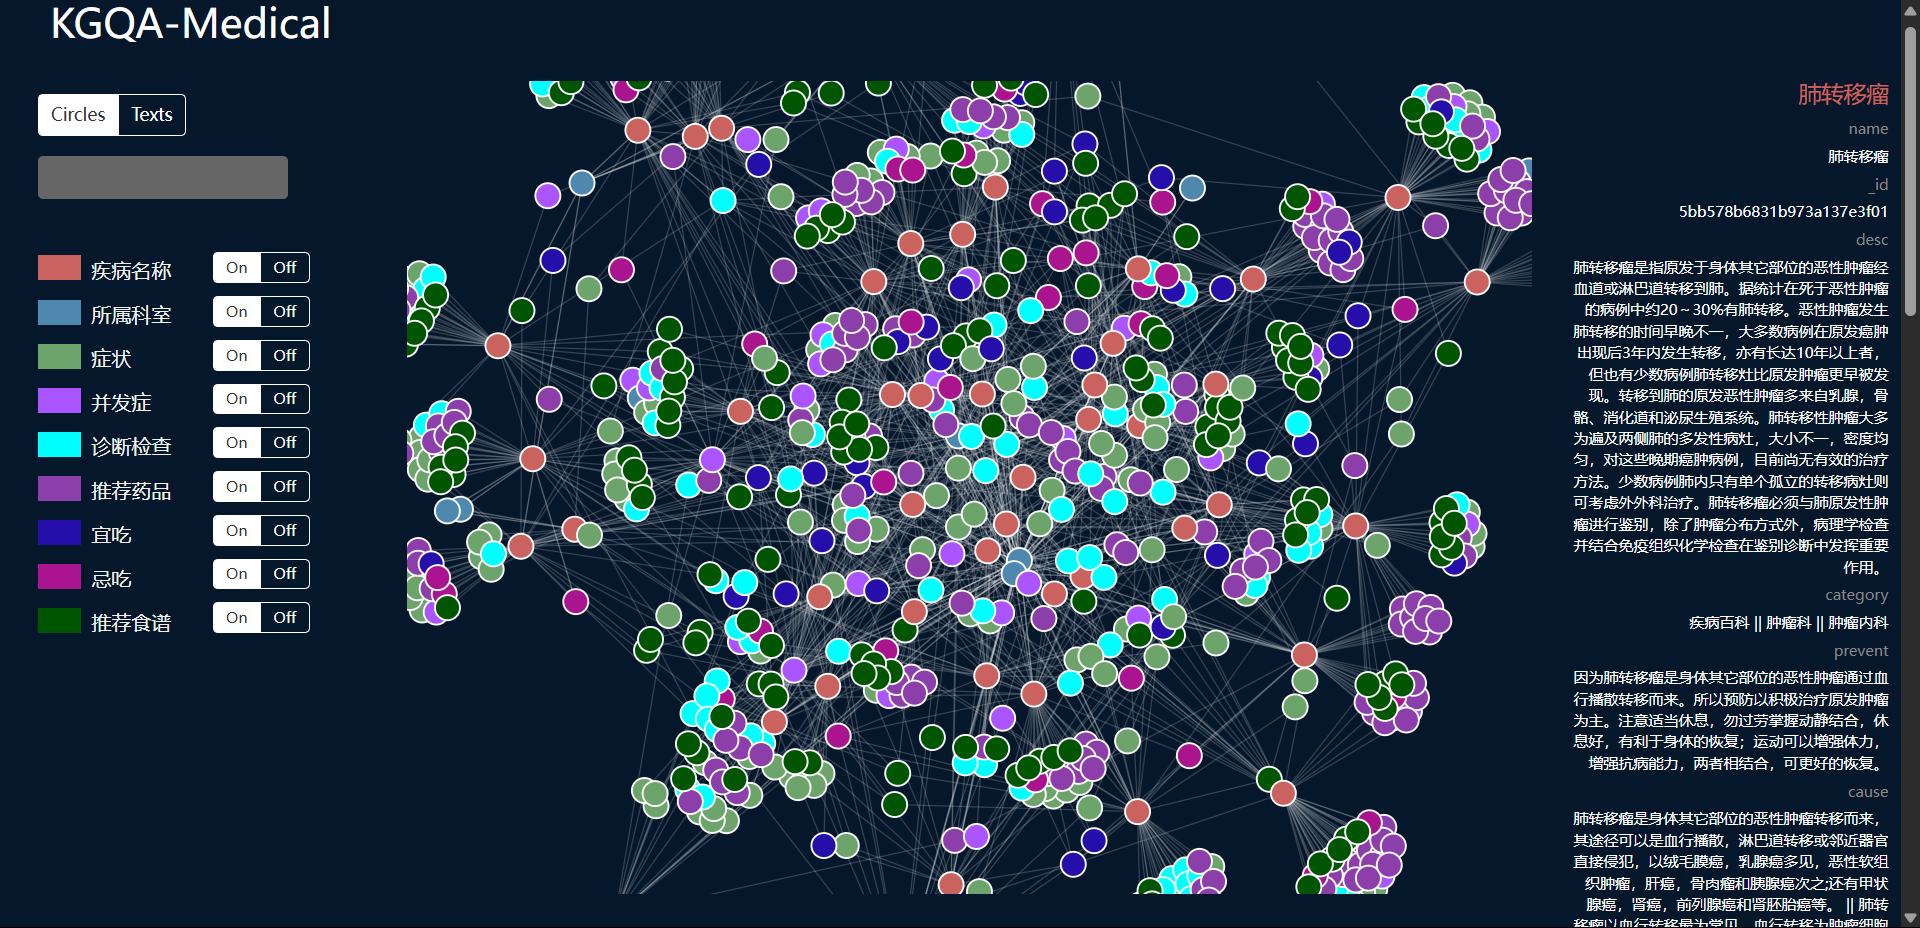 KGQA-Medical
Circles Texts
疾病名称 On Off
所属科室 On Off
症状 On Off
并发症 On Off
诊断检查 On Off
推荐药品 On Off
宜吃 On Off
忌吃 On Off
推荐食谱 On Off
肺转移瘤
name
肺转移瘤
_id
5bb578b6831b973a137e3f01
desc
肺转移瘤是指原发于身体其它部位的恶性肿瘤经
血道或淋巴道转移到肺。据统计在死于恶性肿瘤
的病例中约20～30%有肺转移。恶性肿瘤发生
肺转移的时间早晚不一，大多数病例在原发癌肿
出现后3年内发生转移，亦有长达10年以上者，
但也有少数病例肺转移灶比原发肿瘤更早被发
现。转移到肺的原发恶性肿瘤多来自乳腺，骨
骼、消化道和泌尿生殖系统。肺转移性肿瘤大多
为遍及两侧肺的多发性病灶，大小不一，密度均
匀，对这些晚期癌肿病例，目前尚无有效的治疗
方法。少数病例肺内只有单个孤立的转移病灶则
可考虑外外科治疗。肺转移瘤必须与肺原发性肿
瘤进行鉴别，除了肿瘤分布方式外，病理学检查
并结合免疫组织化学检查在鉴别诊断中发挥重要
作用。
category
疾病百科 || 肿瘤科 || 肿瘤内科
prevent
因为肺转移瘤是身体其它部位的恶性肿瘤通过血
行播散转移而来。所以预防以积极治疗原发肿瘤
为主。注意适当休息，勿过劳掌握动静结合，休
息好，有利于身体的恢复；运动可以增强体力，
增强抗病能力，两者相结合，可更好的恢复。
cause
肺转移瘤是身体其它部位的恶性肿瘤转移而来，
其途径可以是血行播散，淋巴道转移或邻近器官
直接侵犯，以绒毛膜癌，乳腺癌多见，恶性软组
织肿瘤，肝癌，骨肉瘤和胰腺癌次之;还有甲状
腺癌，肾癌，前列腺癌和肾胚胎癌等。 || 肺转
移瘤以血行转移最为常见，血行转移为肿瘤细胞